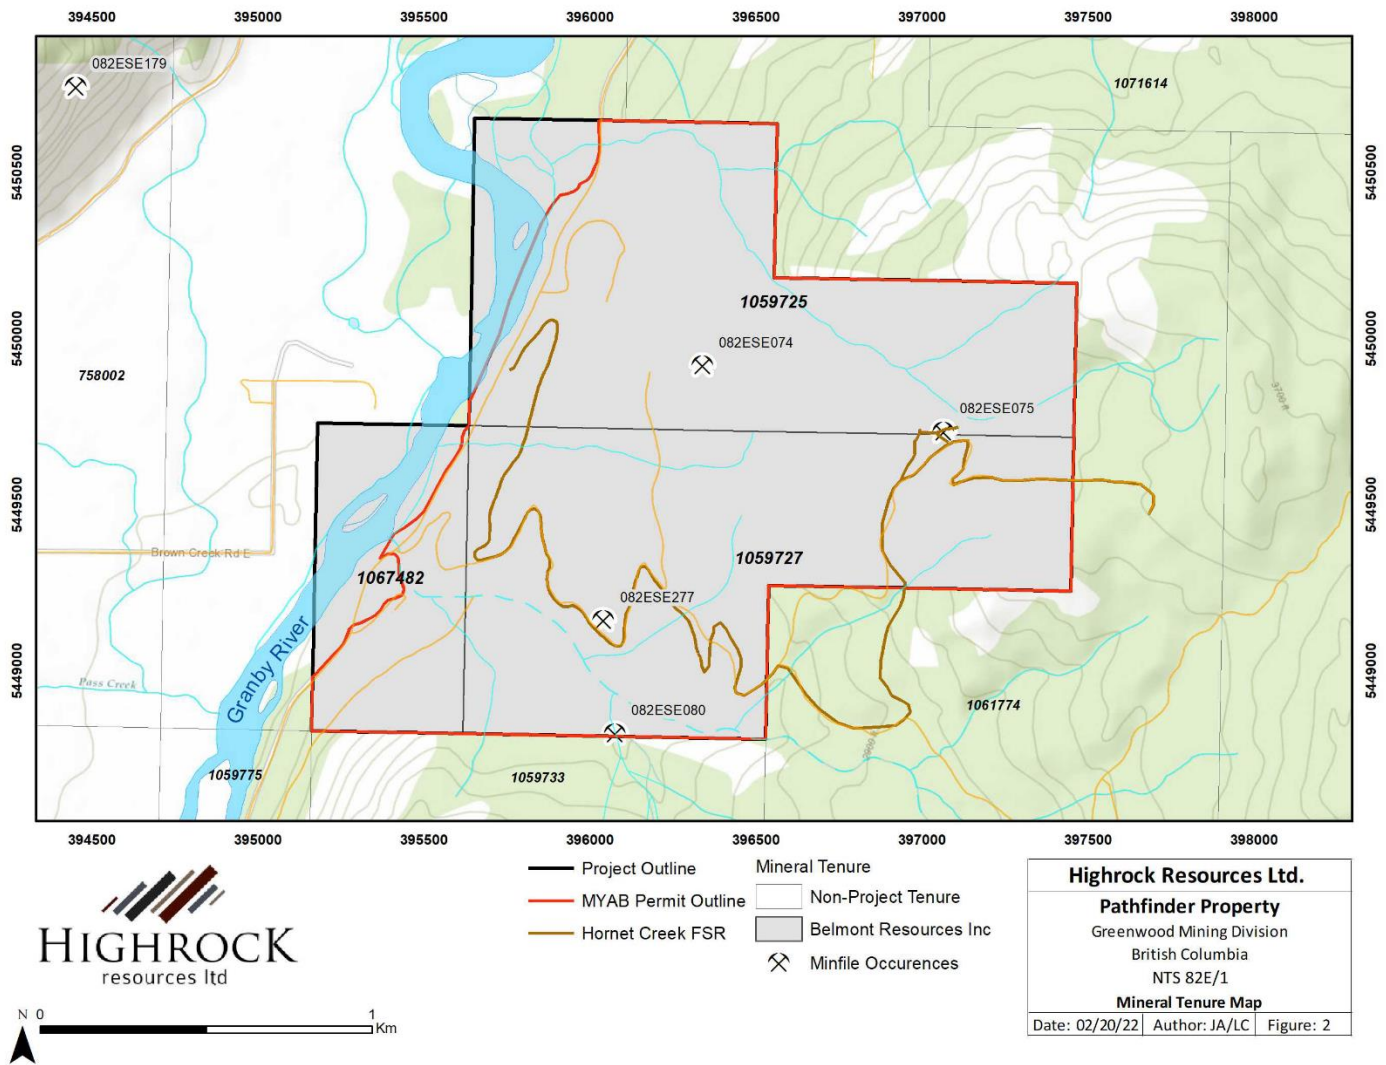 394500 395000 395500 396000 396500 397000 397500 398000
082ESE179
1071614
5450500 5450500
1059725
5450000 5450000
082ESE074
758002
082ESE075
5449500 5449500
Brown Creek Rd E
1059727
1067482
082ESE277
3700 ft
Granby River
5449000 5449000
Pass Creek
082ESE080
1061774
2900 ft
1059775
1059733
394500 395000 395500 396000 396500 397000 397500 398000
HIGHROCK
resources ltd
N 0 1
Km
Project Outline
MYAB Permit Outline
Hornet Creek FSR
Mineral Tenure
Non-Project Tenure
Belmont Resources Inc
Minfile Occurences
Highrock Resources Ltd.
Pathfinder Property
Greenwood Mining Division
British Columbia
NTS 82E/1
Mineral Tenure Map
Date: 02/20/22 Author: JA/LC Figure: 2